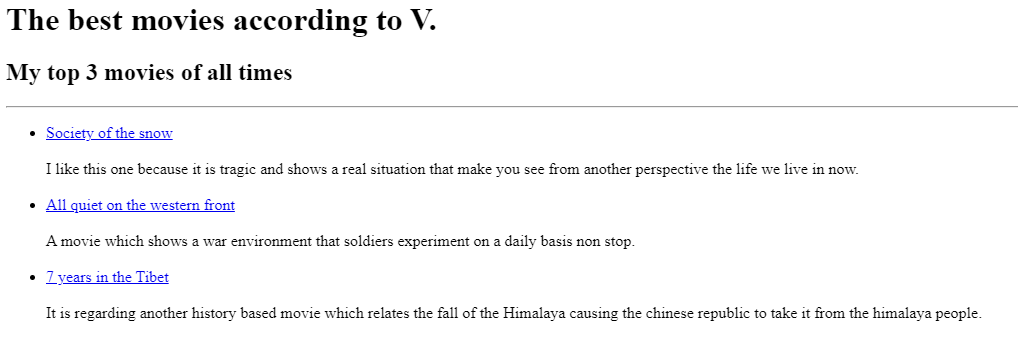 The best movies according to V.
My top 3 movies of all times
Society of the snow
I like this one because it is tragic and shows a real situation that make you see from another perspective the life we live in now.
All quiet on the western front
A movie which shows a war environment that soldiers experiment on a daily basis non stop.
7 years in the Tibet
It is regarding another history based movie which relates the fall of the Himalaya causing the chinese republic to take it from the himalaya people.